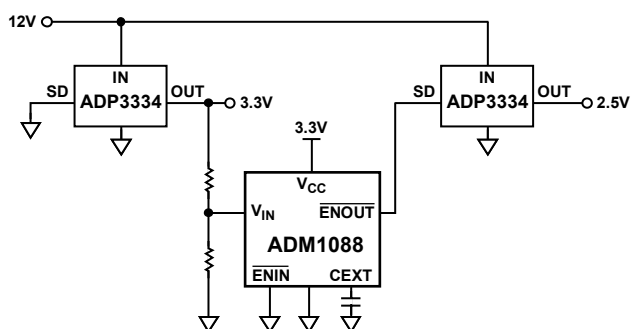 12V
IN
SD
OUT
ADP3334
3.3V
IN
SD
OUT
ADP3334
2.5V
3.3V
VCC
VIN
ENOUT
ADM1088
ENIN
CEXT